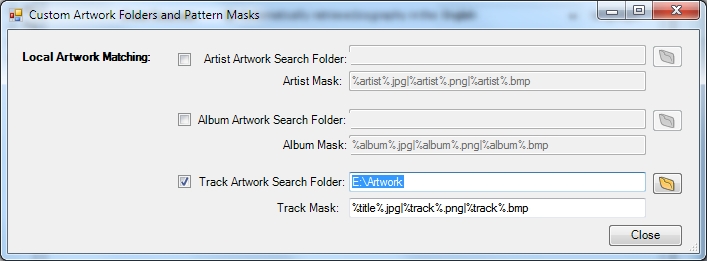 Custom Artwork Folders and Pattern Masks
Local Artwork Matching:
Artist Artwork Search Folder:
Artist Mask: %artist%.jpg|%artist%.png|%artist%.bmp
Album Artwork Search Folder:
Album Mask: %album%.jpg|%album%.png|%album%.bmp
Track Artwork Search Folder: E:\Artwork
Track Mask: %title%.jpg|%track%.png|%track%.bmp
Close